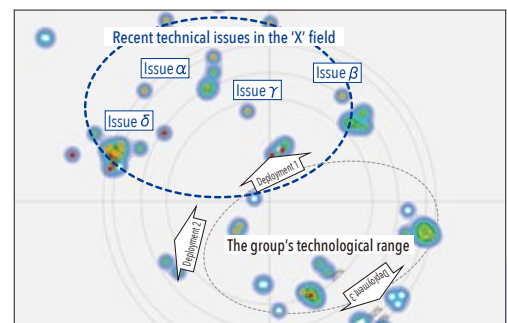 Recent technical issues in the 'X' field
Issue α
Issue β
Issue γ
Issue δ
Deployment 1
Deployment 2
The group's technological range
Deployment 3